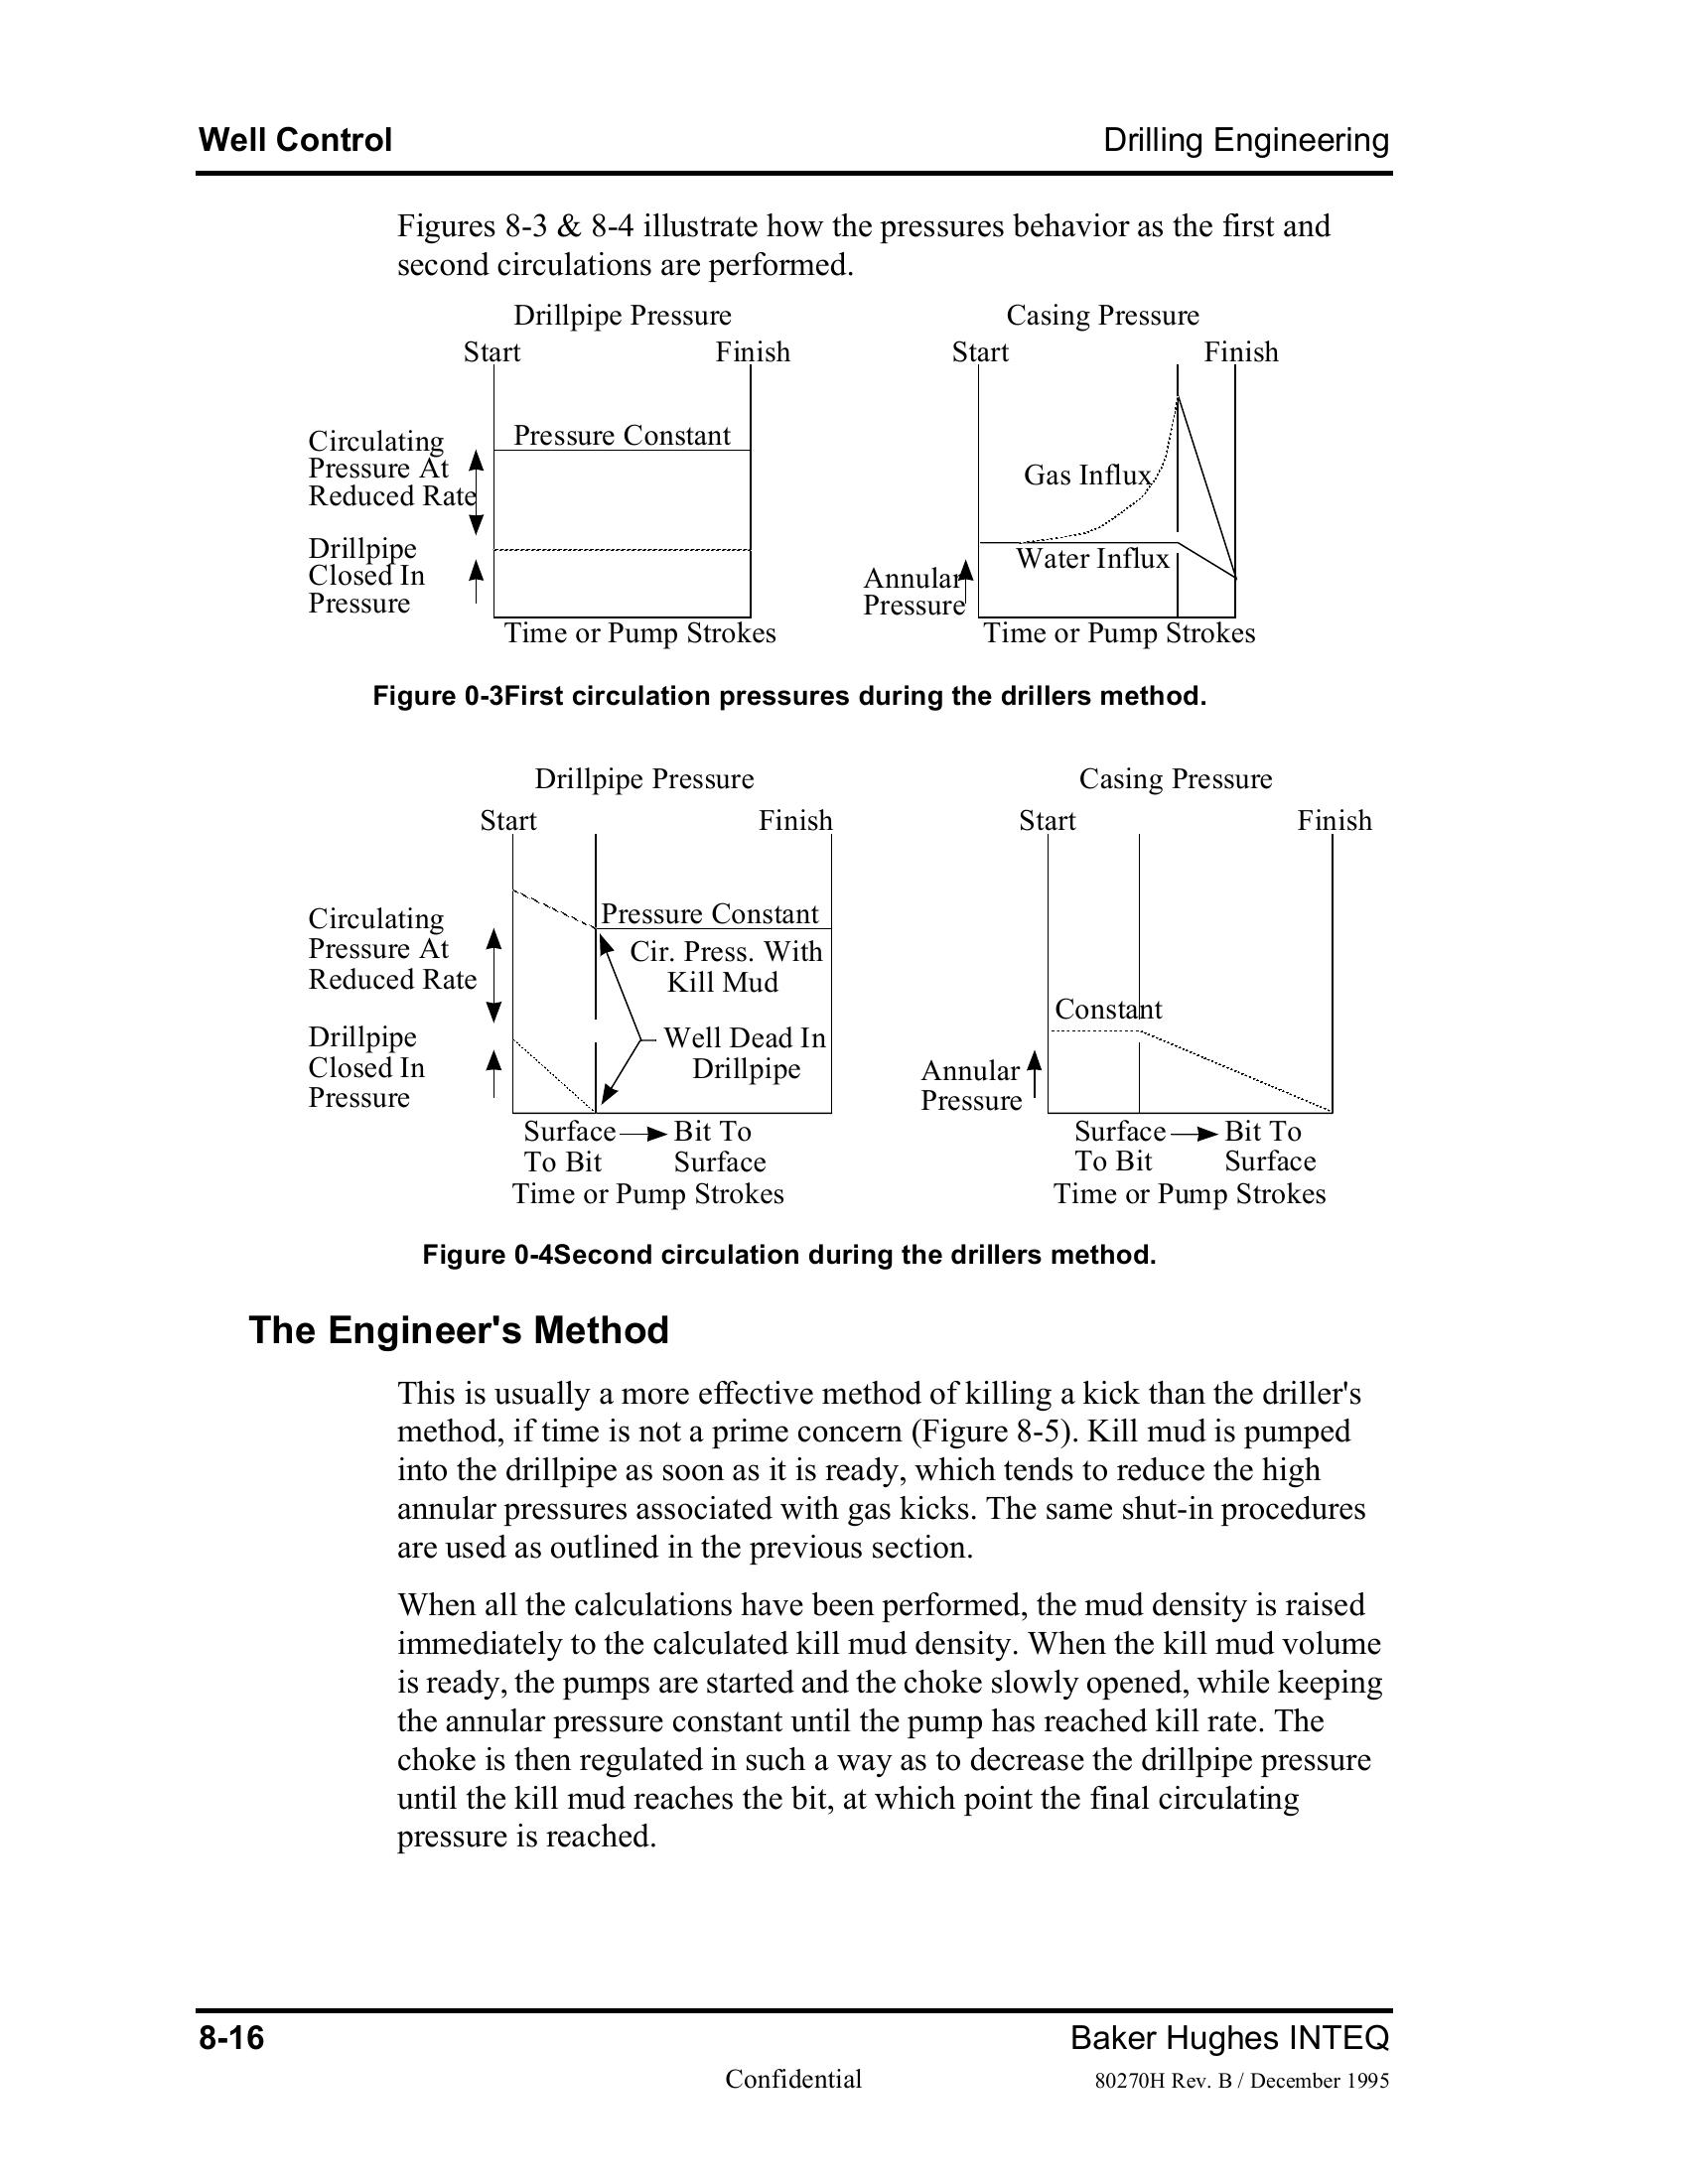 Well Control Drilling Engineering
Figures 8-3 & 8-4 illustrate how the pressures behavior as the first and
second circulations are performed.
Drillpipe Pressure
Start Finish
Circulating
Pressure At
Reduced Rate
Pressure Constant
Drillpipe
Closed In
Pressure
Time or Pump Strokes
Casing Pressure
Start Finish
Gas Influx
Water Influx
Annular
Pressure
Time or Pump Strokes
Figure 0-3First circulation pressures during the drillers method.
Drillpipe Pressure
Start Finish
Circulating
Pressure At
Reduced Rate
Pressure Constant
Cir. Press. With
Kill Mud
Drillpipe
Closed In
Pressure
Well Dead In
Drillpipe
Surface Bit To
To Bit Surface
Time or Pump Strokes
Casing Pressure
Start Finish
Constant
Annular
Pressure
Surface Bit To
To Bit Surface
Time or Pump Strokes
Figure 0-4Second circulation during the drillers method.
The Engineer's Method
This is usually a more effective method of killing a kick than the driller's
method, if time is not a prime concern (Figure 8-5). Kill mud is pumped
into the drillpipe as soon as it is ready, which tends to reduce the high
annular pressures associated with gas kicks. The same shut-in procedures
are used as outlined in the previous section.
When all the calculations have been performed, the mud density is raised
immediately to the calculated kill mud density. When the kill mud volume
is ready, the pumps are started and the choke slowly opened, while keeping
the annular pressure constant until the pump has reached kill rate. The
choke is then regulated in such a way as to decrease the drillpipe pressure
until the kill mud reaches the bit, at which point the final circulating
pressure is reached.
8-16 Baker Hughes INTEQ
Confidential 80270H Rev. B / December 1995